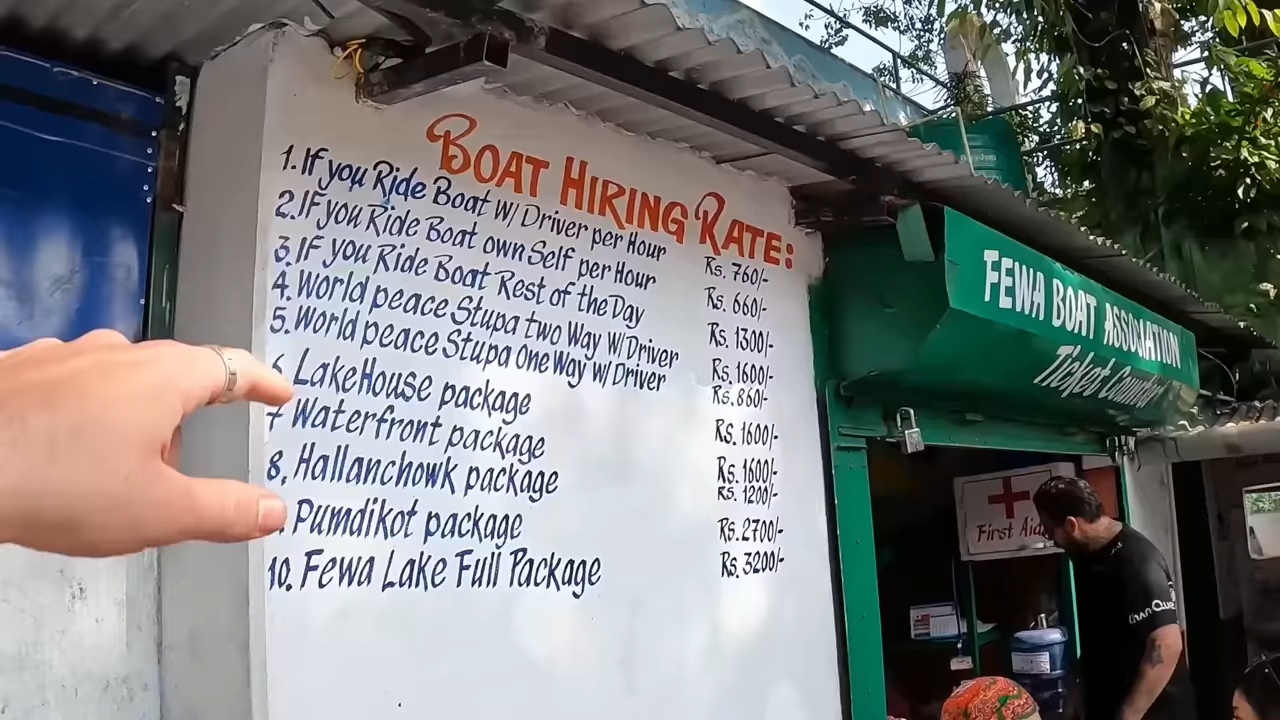 BOAT HIRING RATE:
1. If you Ride Boat w/ Driver per Hour Rs. 760/-
2. If you Ride Boat own Self per Hour Rs. 660/-
3. If you Ride Boat Rest of the Day Rs. 1300/-
4. World peace Stupa two Way w/ Driver Rs. 1600/-
5. World peace Stupa One Way w/ Driver Rs. 860/-
6 LakeHouse package Rs. 1600/-
7 Waterfront package Rs. 1600/-
8. Hallanchowk package Rs. 1200/-
Pumdikot package Rs. 2700/-
10. Fewa Lake Full Package Rs. 3200/-
FEWA BOAT ASSOCIATION
Ticket Counter
First Aid